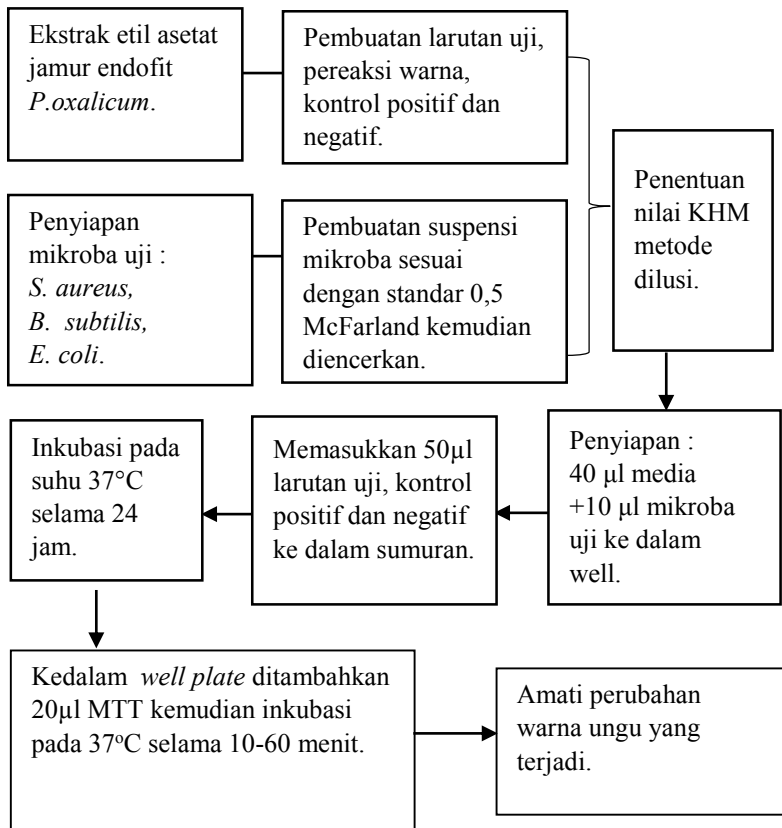 Ekstrak etil asetat
jamur endofit
P.oxalicum.
Pembuatan larutan uji,
pereaksi warna,
kontrol positif dan
negatif.
Penyiapan
mikroba uji :
S. aureus,
B. subtilis,
E. coli.
Pembuatan suspensi
mikroba sesuai
dengan standar 0,5
McFarland kemudian
diencerkan.
Penentuan
nilai KHM
metode
dilusi.
Penyiapan :
40 µl media
+10 µl mikroba
uji ke dalam
well.
Memasukkan 50µl
larutan uji, kontrol
positif dan negatif
ke dalam sumuran.
Inkubasi pada
suhu 37°C
selama 24
jam.
Kedalam well plate ditambahkan
20µl MTT kemudian inkubasi
pada 37°C selama 10-60 menit.
Amati perubahan
warna ungu yang
terjadi.